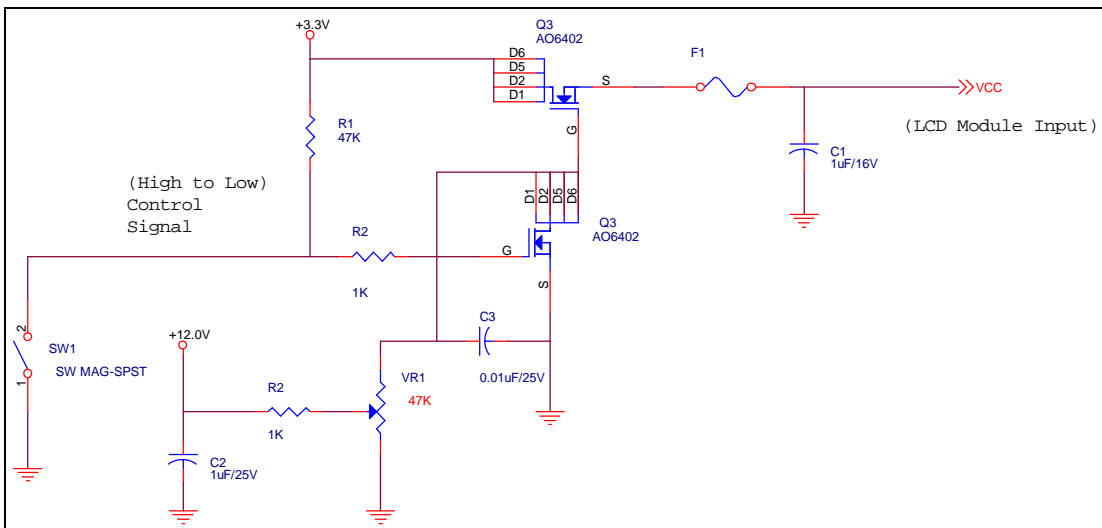 +3.3V
Q3
AO6402
D6
D5
D2
D1
S
G
F1
VCC
(LCD Module Input)
R1
47K
C1
1uF/16V
(High to Low)
Control
Signal
D1
D2
D5
D6
Q3
AO6402
R2
1K
G
S
2
1
SW1
SW MAG-SPST
+12.0V
C3
0.01uF/25V
R2
1K
VR1
47K
C2
1uF/25V